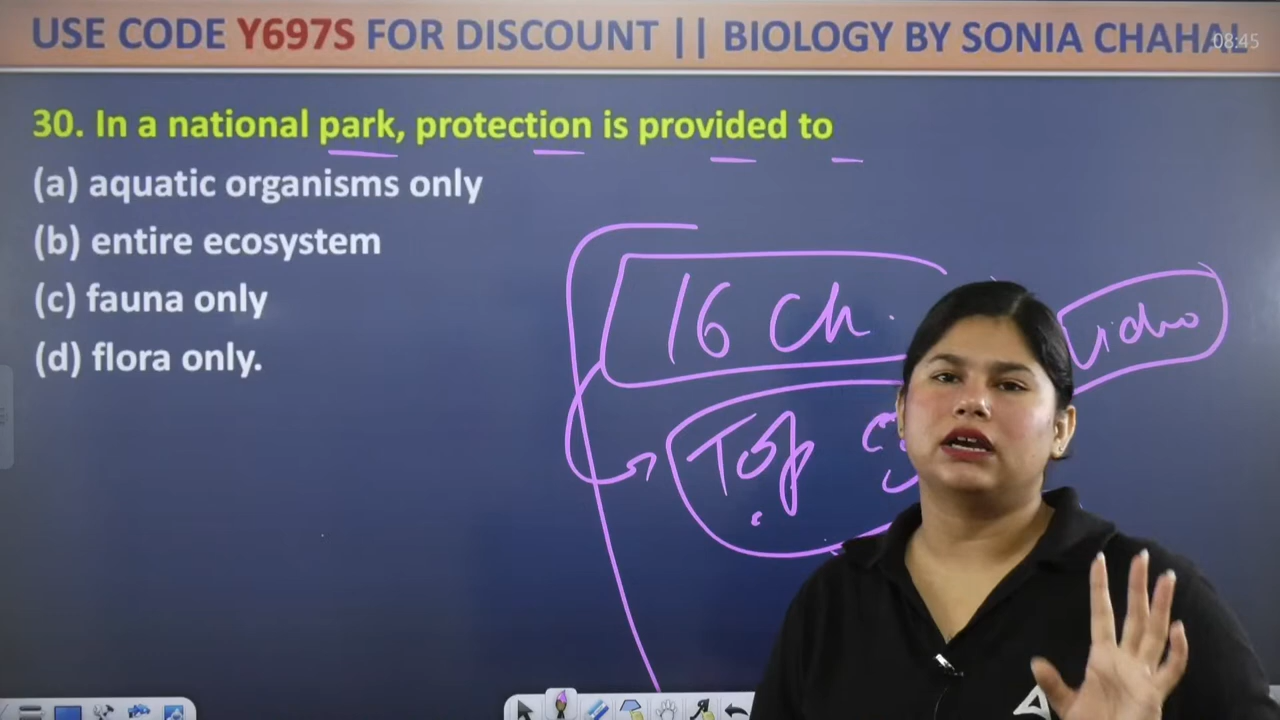 USE CODE Y697S FOR DISCOUNT || BIOLOGY BY SONIA CHAHAL
08:45
30. In a national park, protection is provided to
(a) aquatic organisms only
(b) entire ecosystem
(c) fauna only
(d) flora only.
16 Ch.
Video
Top